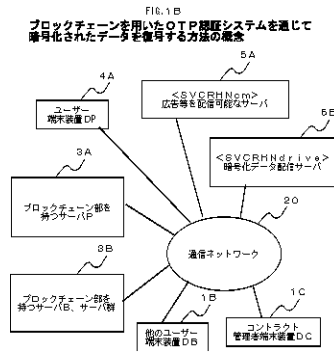 FIG.1B
ブロックチェーンを用いたOTP認証システムを通じて
暗号化されたデータを復号する方法の概念
5A
4A
<SVCRHNcm>
広告等を配信可能なサーバ
ユーザー
端末装置DP
5B
<SVCRHNdrive>
暗号化データ配信サーバ
3A
ブロックチェーン部を
持つサーバP
20
通信ネットワーク
3B
ブロックチェーン部を
持つサーバB、サーバ群
1B
他のユーザー
端末装置DB
1C
コントラクト
管理者端末装置DC